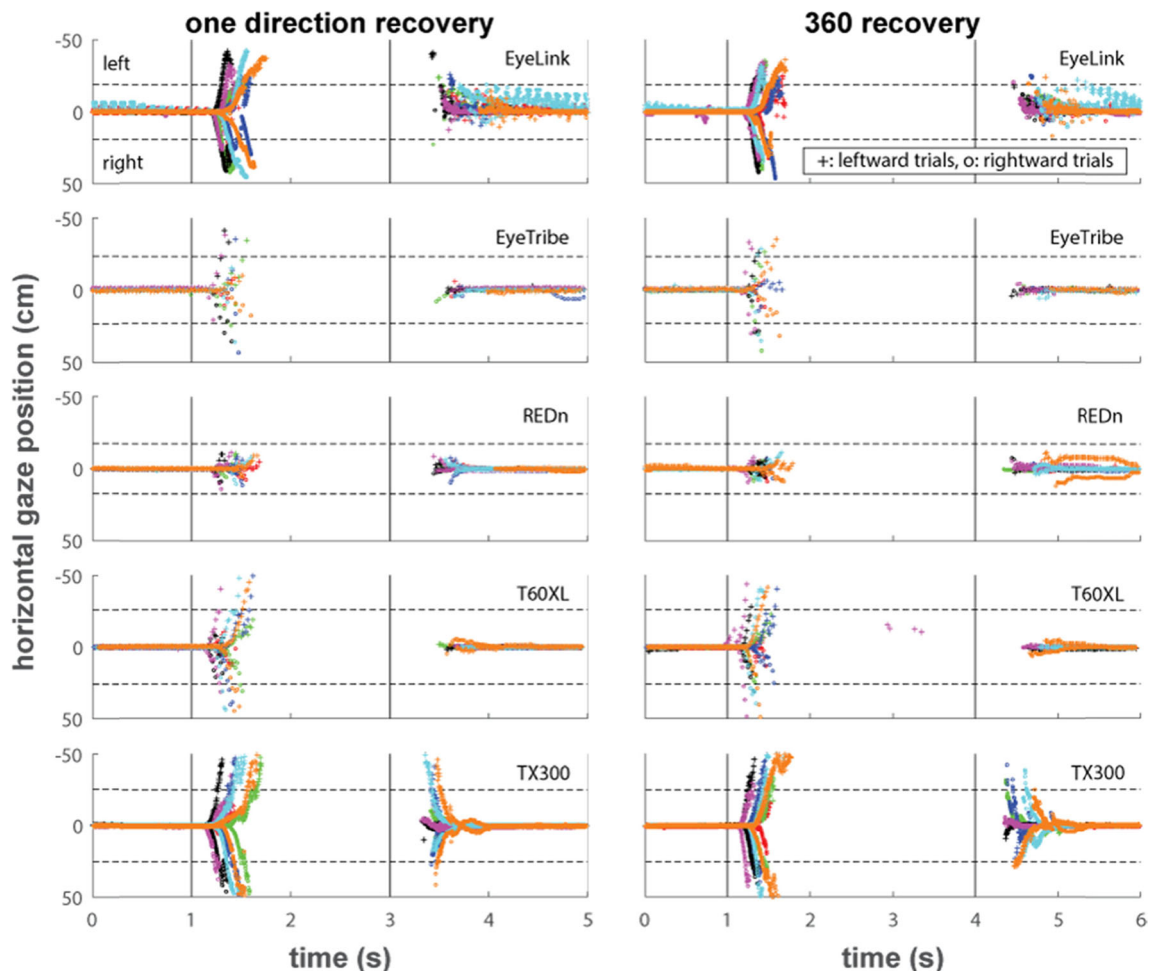 one direction recovery
360 recovery
-50
left
EyeLink
EyeLink
0
right
+: leftward trials, o: rightward trials
50
-50
EyeTribe
EyeTribe
0
50
-50
REDn
REDn
0
50
-50
T60XL
T60XL
0
50
-50
TX300
TX300
0
50
0 1 2 3 4 5
0 1 2 3 4 5 6
time (s)
time (s)
horizontal gaze position (cm)